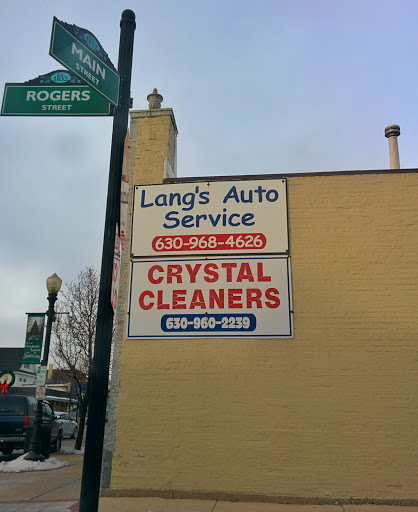 MAIN
STREET
ROGERS
STREET
Lang's Auto
Service
630-968-4626
CRYSTAL
CLEANERS
630-960-2239